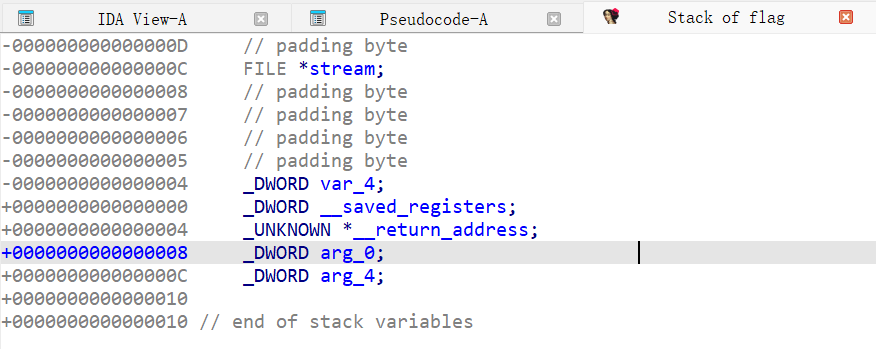 IDA View-A Pseudocode-A Stack of flag
-000000000000000D // padding byte
-000000000000000C FILE *stream;
-0000000000000008 // padding byte
-0000000000000007 // padding byte
-0000000000000006 // padding byte
-0000000000000005 // padding byte
-0000000000000004 _DWORD var_4;
+0000000000000000 _DWORD __saved_registers;
+0000000000000004 _UNKNOWN *__return_address;
+0000000000000008 _DWORD arg_0;
+000000000000000C _DWORD arg_4;
+0000000000000010
+0000000000000010 // end of stack variables